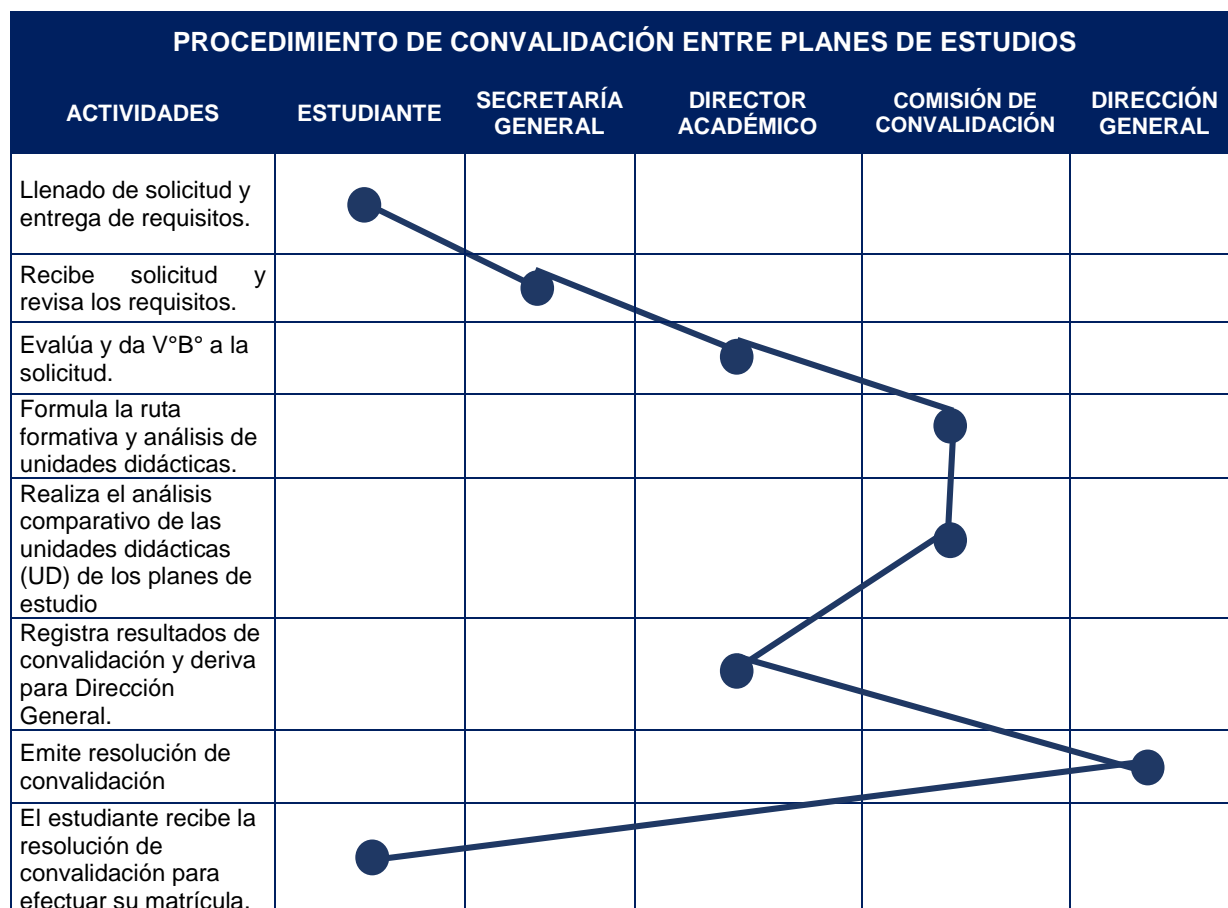 PROCEDIMIENTO DE CONVALIDACIÓN ENTRE PLANES DE ESTUDIOS
ACTIVIDADES
ESTUDIANTE
SECRETARÍA
GENERAL
DIRECTOR
ACADÉMICO
COMISIÓN DE
CONVALIDACIÓN
DIRECCIÓN
GENERAL
Llenado de solicitud y
entrega de requisitos.
Recibe solicitud y
revisa los requisitos.
Evalúa y da V°B° a la
solicitud.
Formula la ruta
formativa y análisis de
unidades didácticas.
Realiza el análisis
comparativo de las
unidades didácticas
(UD) de los planes de
estudio
Registra resultados de
convalidación y deriva
para Dirección
General.
Emite resolución de
convalidación
El estudiante recibe la
resolución de
convalidación para
efectuar su matrícula.